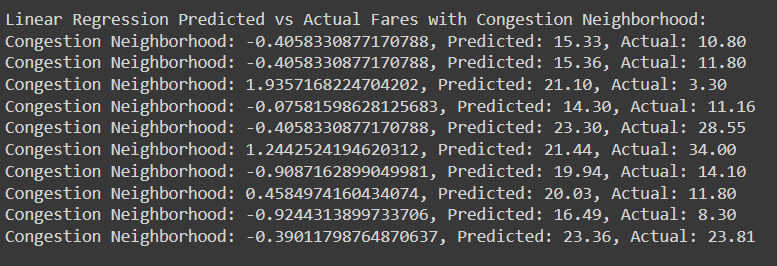 Linear Regression Predicted vs Actual Fares with Congestion Neighborhood:
Congestion Neighborhood: -0.4058330877170788, Predicted: 15.33, Actual: 10.80
Congestion Neighborhood: -0.4058330877170788, Predicted: 15.36, Actual: 11.80
Congestion Neighborhood: 1.9357168224704202, Predicted: 21.10, Actual: 3.30
Congestion Neighborhood: -0.07581598628125683, Predicted: 14.30, Actual: 11.16
Congestion Neighborhood: -0.4058330877170788, Predicted: 23.30, Actual: 28.55
Congestion Neighborhood: 1.2442524194620312, Predicted: 21.44, Actual: 34.00
Congestion Neighborhood: -0.9087162899049981, Predicted: 19.94, Actual: 14.10
Congestion Neighborhood: 0.4584974160434074, Predicted: 20.03, Actual: 11.80
Congestion Neighborhood: -0.9244313899733706, Predicted: 16.49, Actual: 8.30
Congestion Neighborhood: -0.39011798764870637, Predicted: 23.36, Actual: 23.81